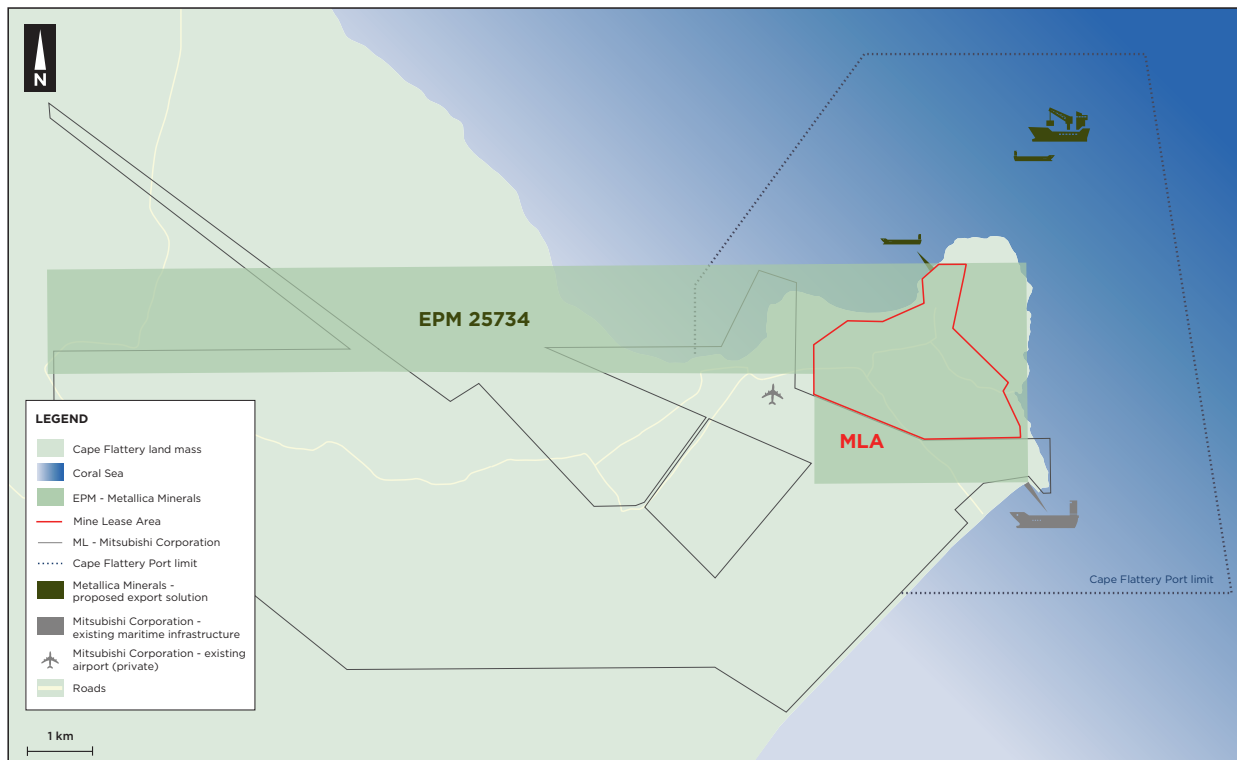 N
EPM 25734
MLA
LEGEND
Cape Flattery land mass
Coral Sea
EPM - Metallica Minerals
Mine Lease Area
ML - Mitsubishi Corporation
Cape Flattery Port limit
Metallica Minerals -
proposed export solution
Mitsubishi Corporation -
existing maritime infrastructure
Mitsubishi Corporation - existing
airport (private)
Roads
Cape Flattery Port limit
1 km